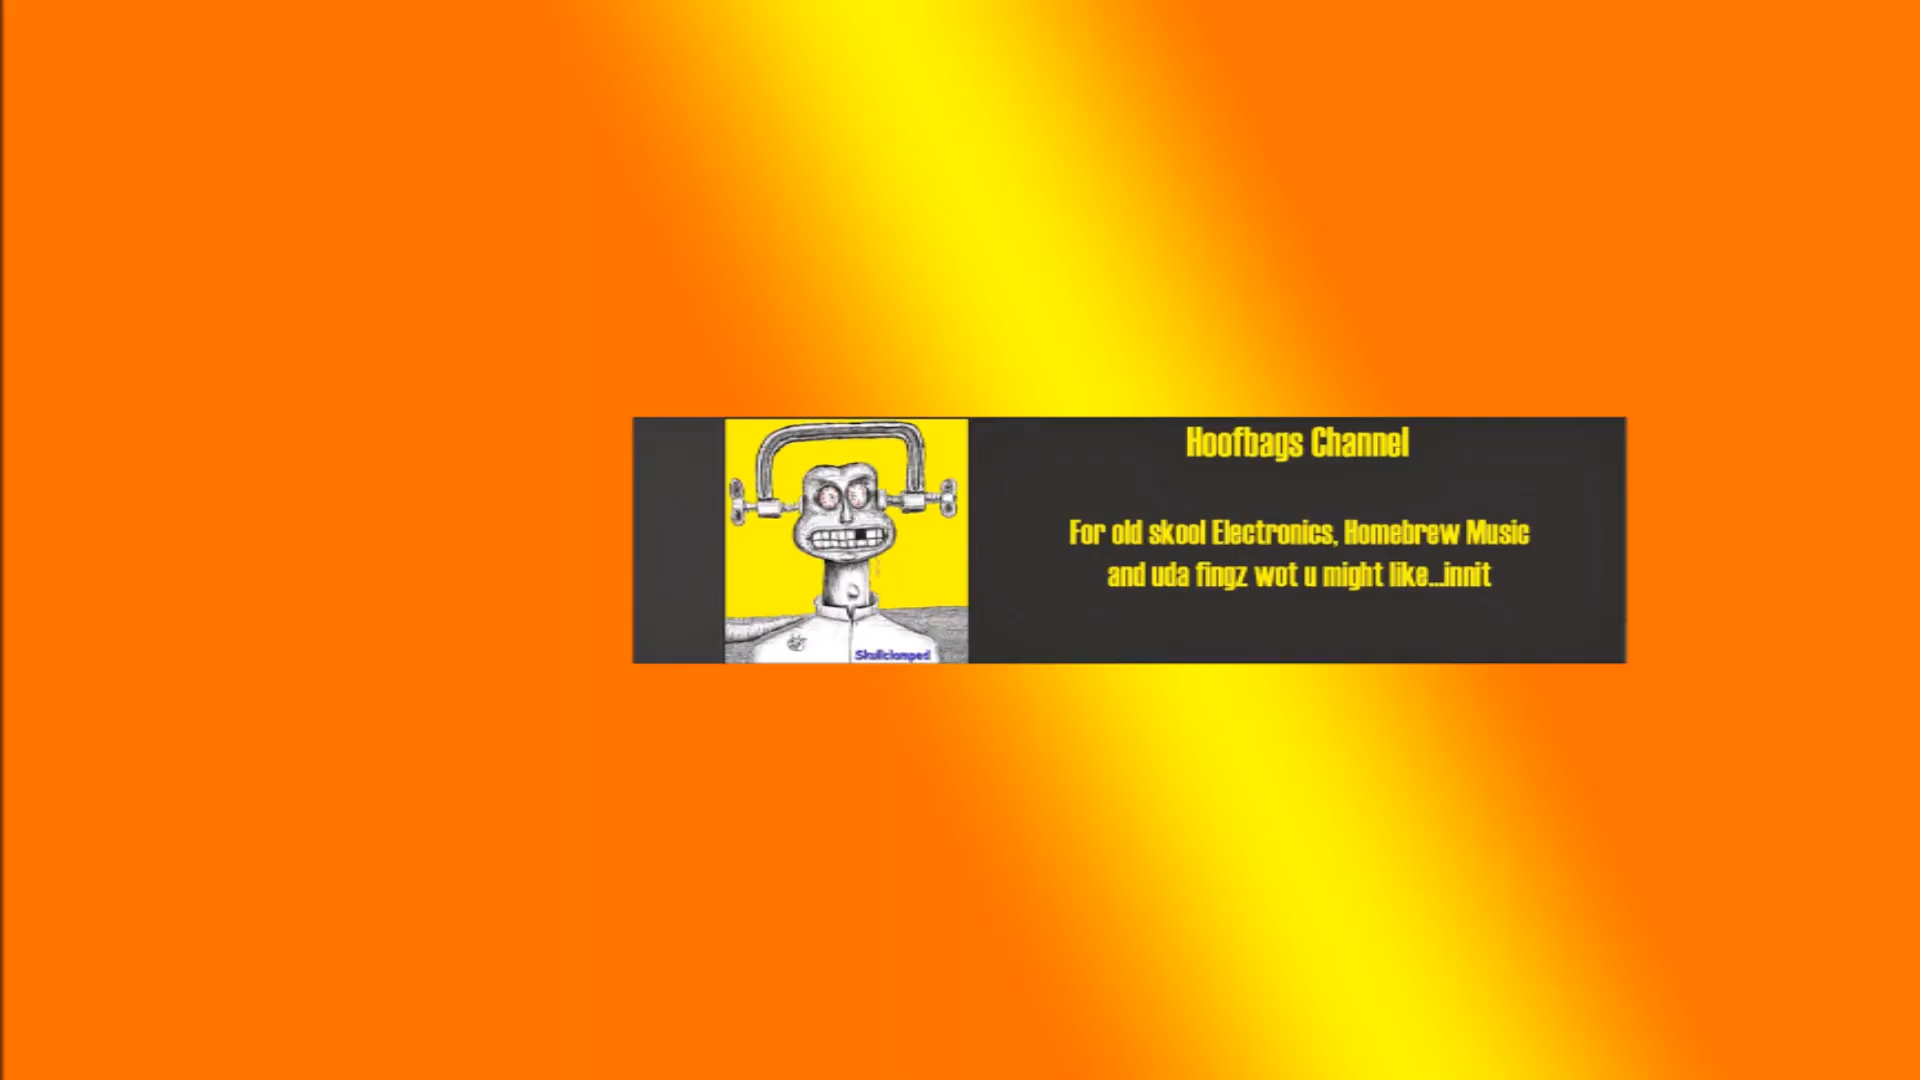 Hoofbags Channel
For old skool Electronics, Homebrew Music
and uda fingz wot u might like...innit
Skullclamped